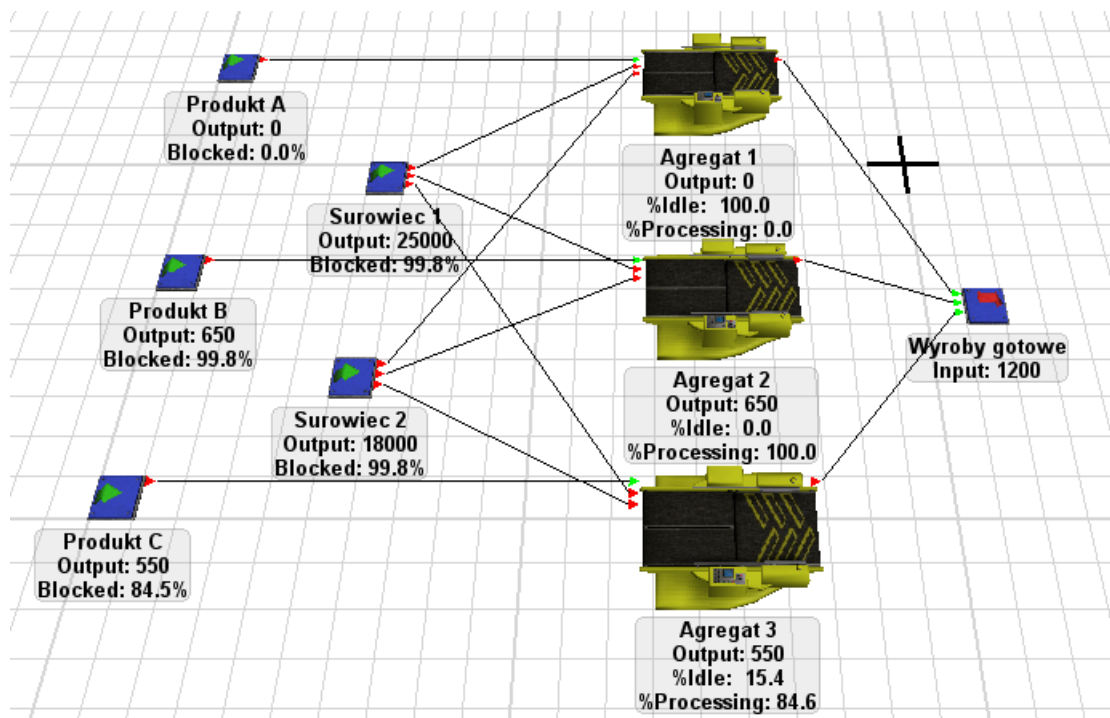 Produkt A
Output: 0
Blocked: 0.0%
Agregat 1
Output: 0
%Idle: 100.0
%Processing: 0.0
Surowiec 1
Output: 25000
Blocked: 99.8%
Produkt B
Output: 650
Blocked: 99.8%
Wyroby gotowe
Input: 1200
Agregat 2
Output: 650
%Idle: 0.0
%Processing: 100.0
Surowiec 2
Output: 18000
Blocked: 99.8%
Produkt C
Output: 550
Blocked: 84.5%
Agregat 3
Output: 550
%Idle: 15.4
%Processing: 84.6